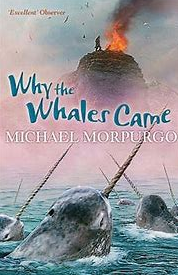 'Excellent' Observer
Why the
Whales Came
MICHAEL MORPURGO